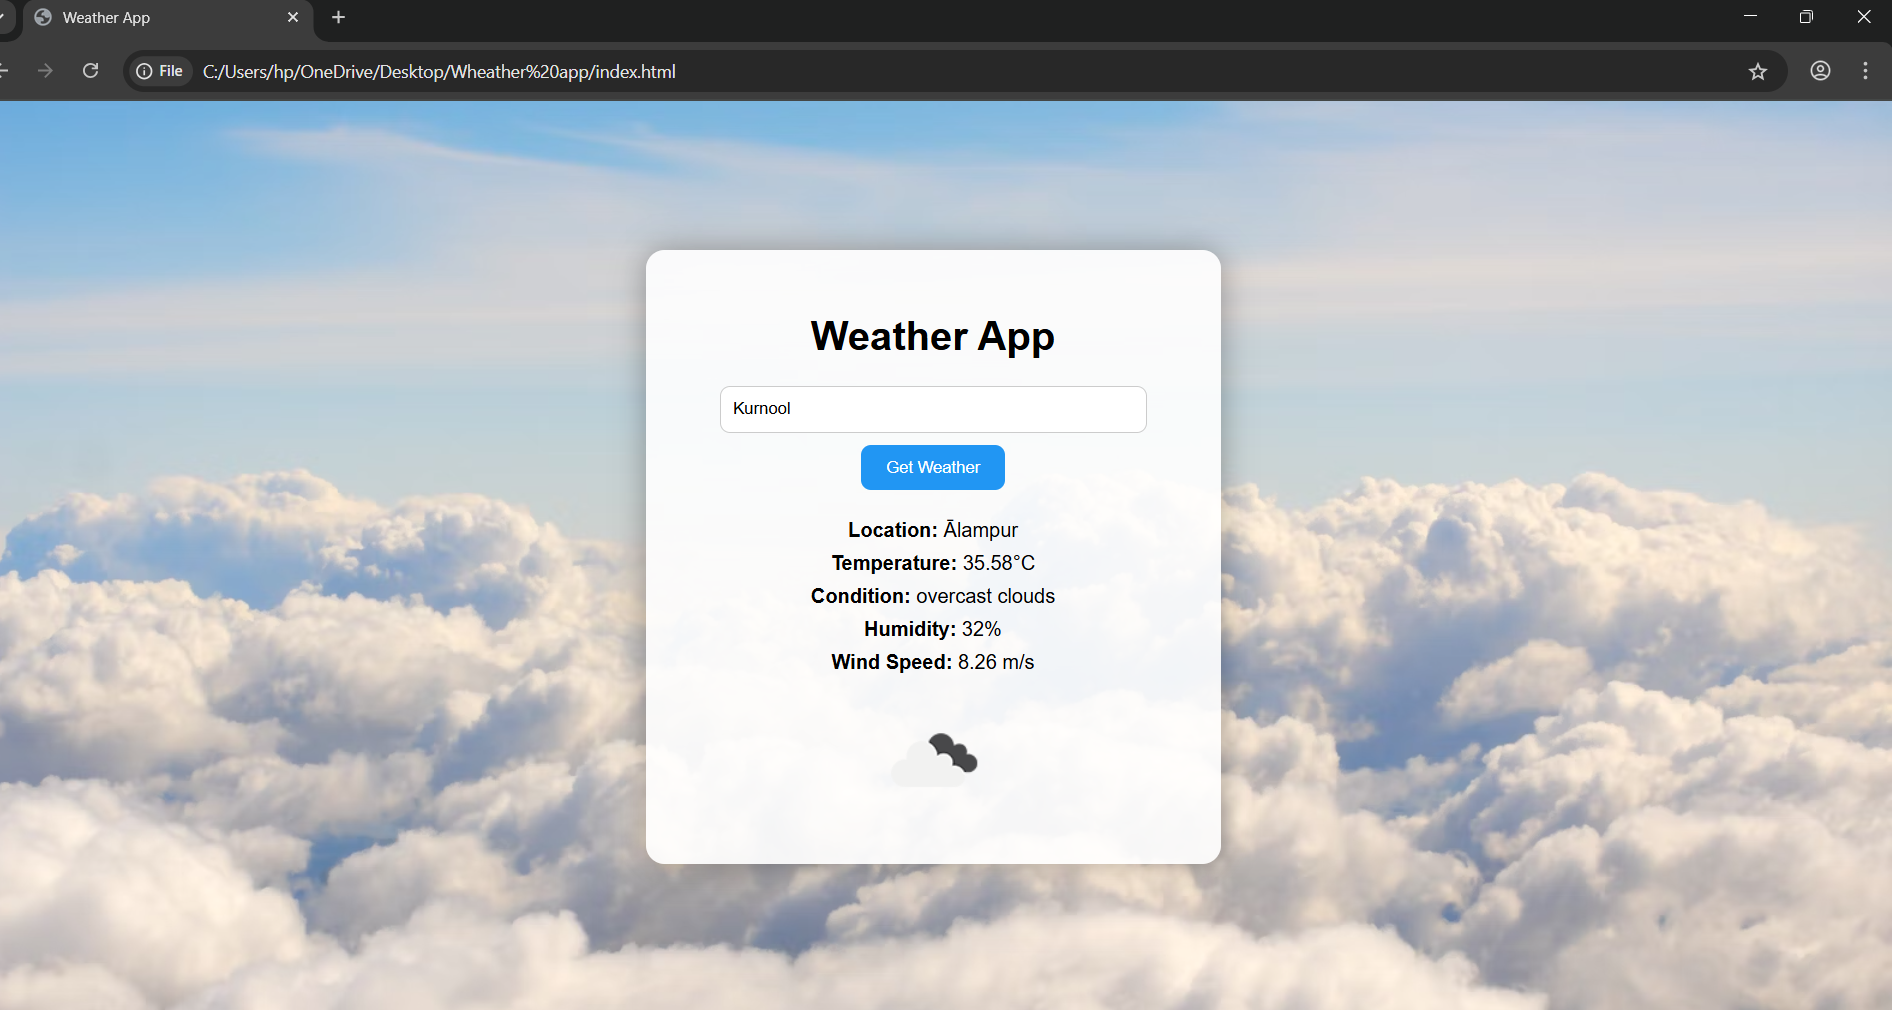 Weather App
File C:/Users/hp/OneDrive/Desktop/Wheather%20app/index.html
Weather App
Kurnool
Get Weather
Location: Ālampur
Temperature: 35.58°C
Condition: overcast clouds
Humidity: 32%
Wind Speed: 8.26 m/s